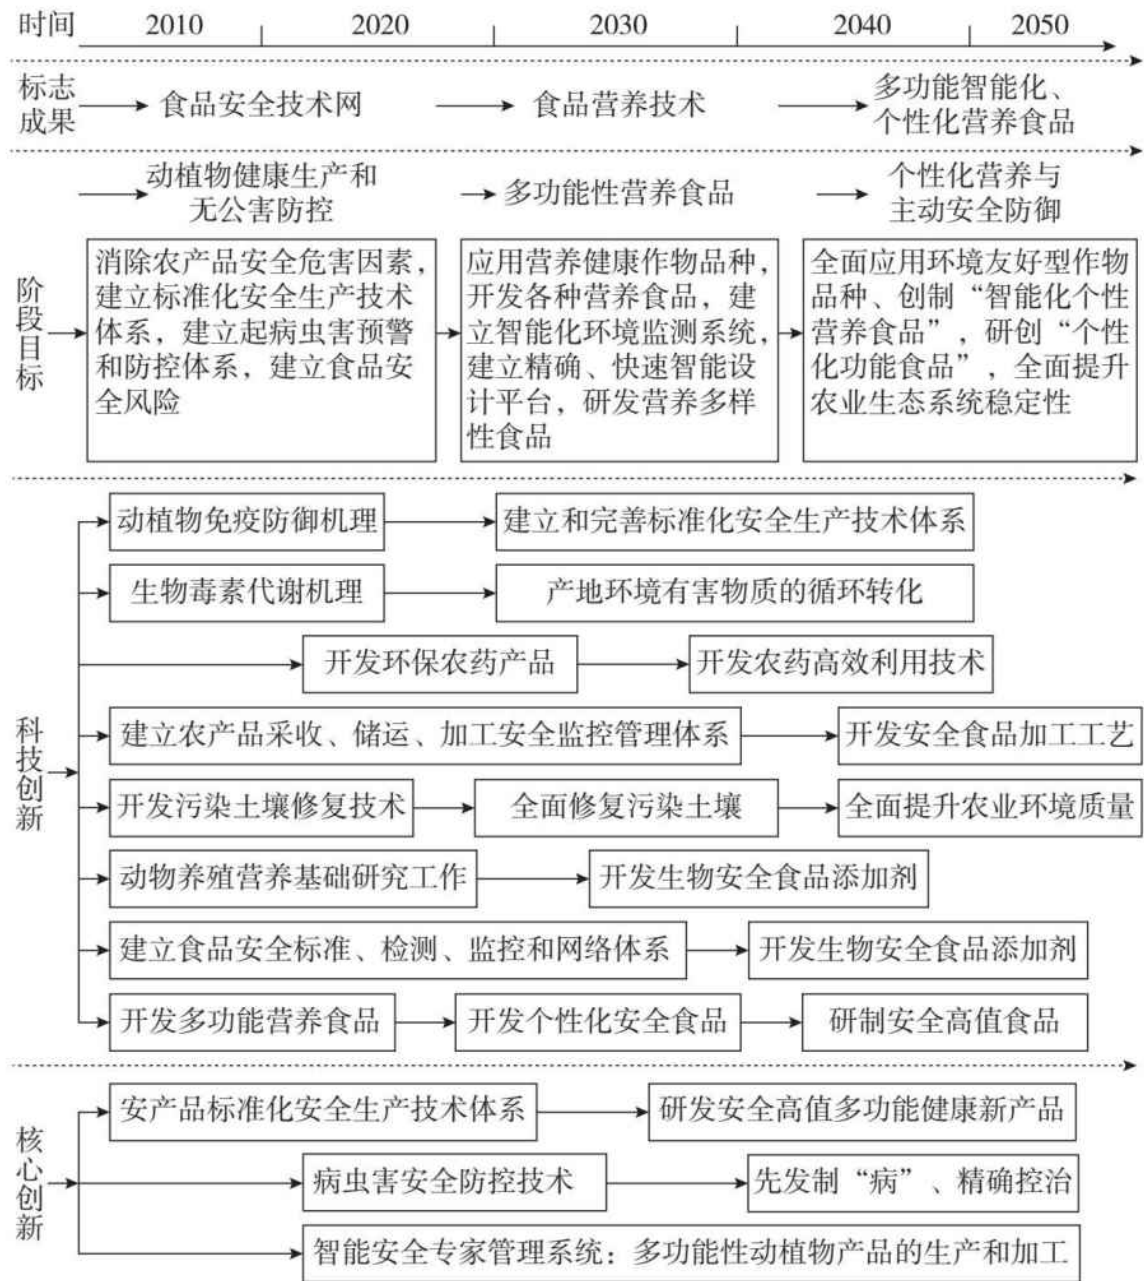 时间 2010 2020 2030 2040 2050
标志
成果
食品安全技术网
食品营养技术
多功能智能化、
个性化营养食品
阶段目标
动植物健康生产和
无公害防控
多功能性营养食品
个性化营养与
主动安全防御
消除农产品安全危害因素，
建立标准化安全生产技术
体系，建立起病虫害预警
和防控体系，建立食品安
全风险
应用营养健康作物品种，
开发各种营养食品，建
立智能化环境监测系统，
建立精确、快速智能设
计平台，研发营养多样
性食品
全面应用环境友好型作物
品种、创制“智能化个性
营养食品”，研创“个性
化功能食品”，全面提升
农业生态系统稳定性
科技创新
动植物免疫防御机理
建立和完善标准化安全生产技术体系
生物毒素代谢机理
产地环境有害物质的循环转化
开发环保农药产品
开发农药高效利用技术
建立农产品采收、储运、加工安全监控管理体系
开发安全食品加工工艺
开发污染土壤修复技术
全面修复污染土壤
全面提升农业环境质量
动物养殖营养基础研究工作
开发生物安全食品添加剂
建立食品安全标准、检测、监控和网络体系
开发生物安全食品添加剂
开发多功能营养食品
开发个性化安全食品
研制安全高值食品
核心创新
安产品标准化安全生产技术体系
研发安全高值多功能健康新产品
病虫害安全防控技术
先发制“病”、精确控治
智能安全专家管理系统：多功能性动植物产品的生产和加工